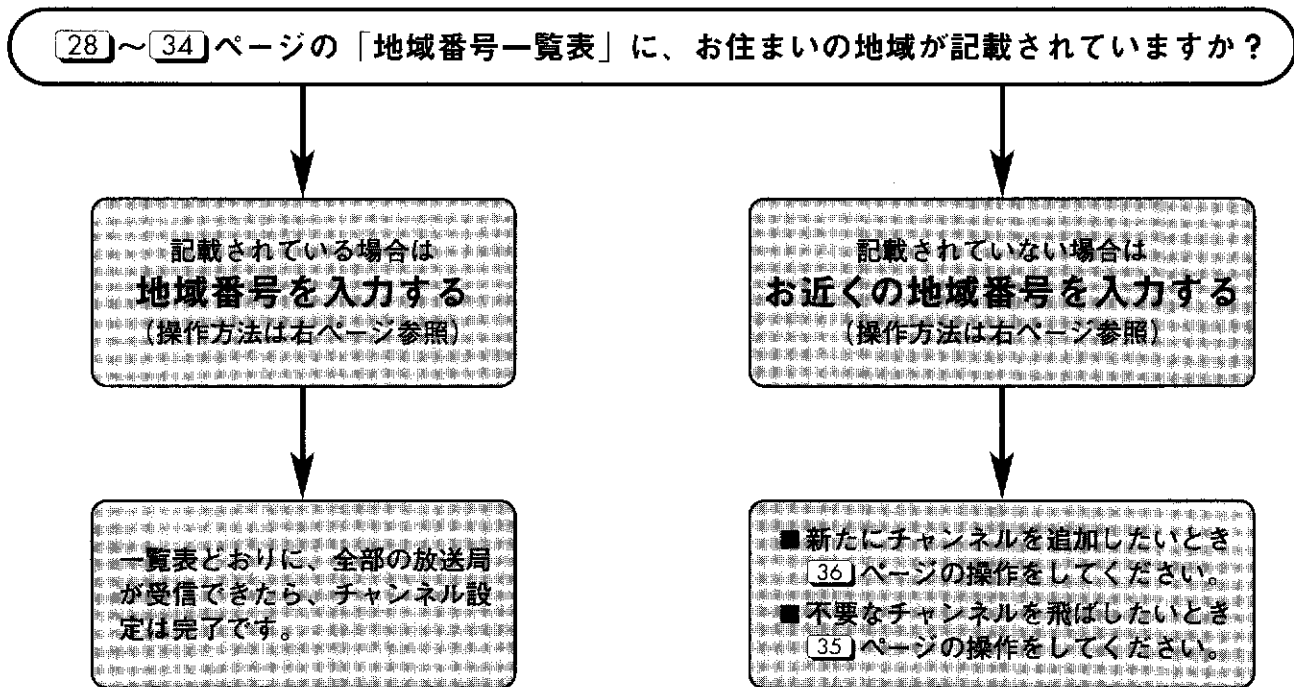 28～34ページの「地域番号一覧表」に、お住まいの地域が記載されていますか？
記載されている場合は
地域番号を入力する
(操作方法は右ページ参照)
記載されていない場合は
お近くの地域番号を入力する
(操作方法は右ページ参照)
一覧表とおりに、全部の放送局
が受信できたら、チャンネル設
定は完了です。
■新たにチャンネルを追加したいとき
36ページの操作をしてください。
■不要なチャンネルを飛ばしたいとき
35ページの操作をしてください。